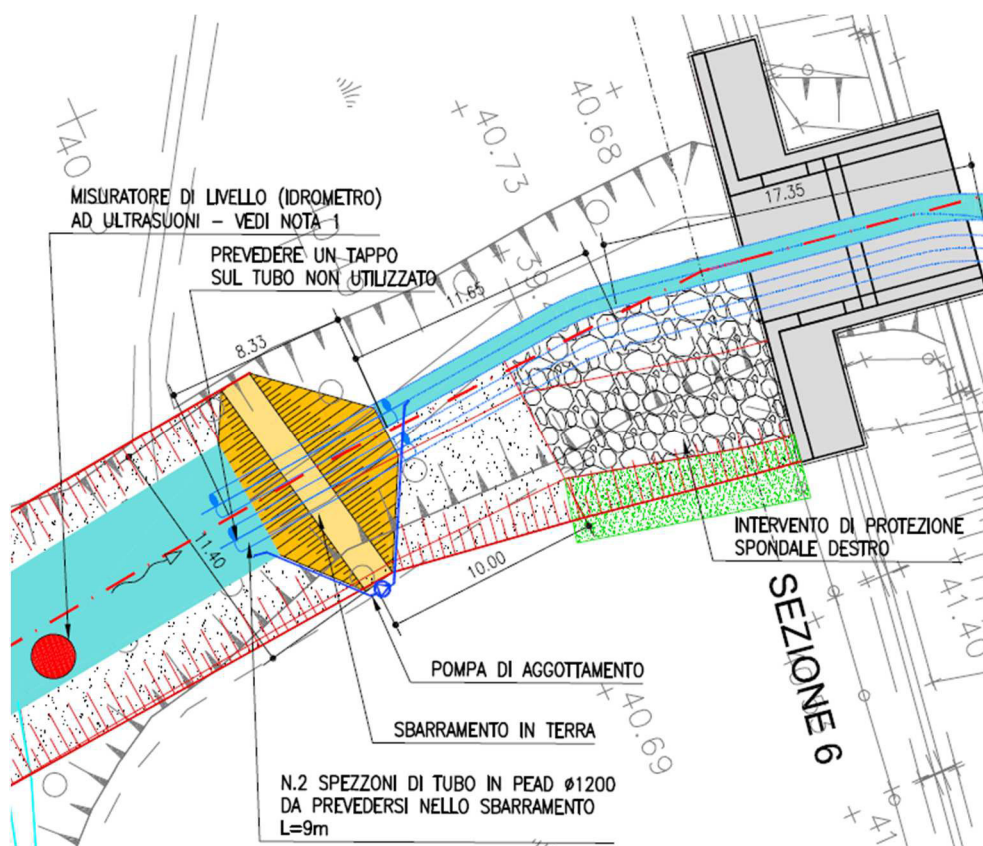 40.68
40.73
MISURATORE DI LIVELLO (IDROMETRO)
AD ULTRASUONI – VEDI NOTA 1
17.35
PREVEDERE UN TAPPO
SUL TUBO NON UTILIZZATO
11.65
8.33
11.40
10.00
INTERVENTO DI PROTEZIONE
SPONDALE DESTRO
SEZIONE 6
41.40
POMPA DI AGGOTTAMENTO
40.69
SBARRAMENTO IN TERRA
N.2 SPEZZONI DI TUBO IN PEAD ø1200
DA PREVEDERSI NELLO SBARRAMENTO
L=9m